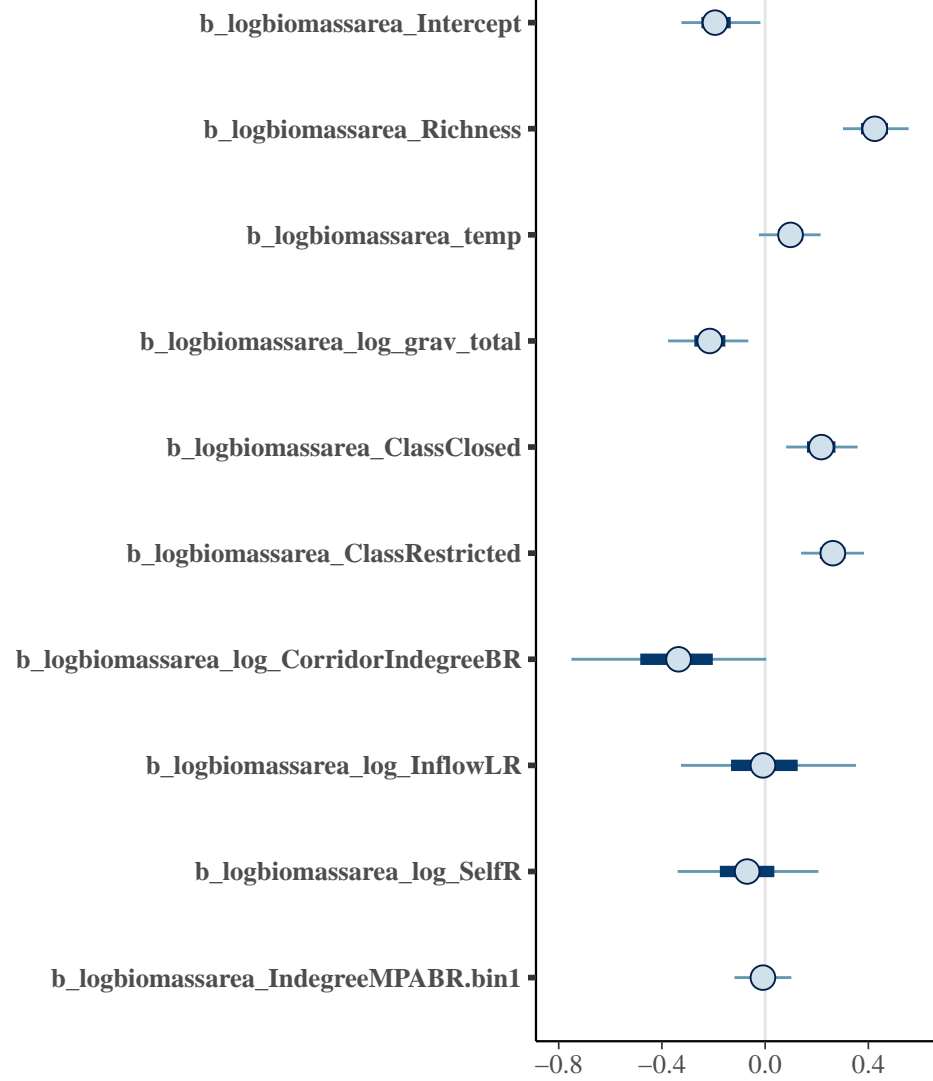 b_logbiomassarea_Intercept
b_logbiomassarea_Richness
b_logbiomassarea_temp
b_logbiomassarea_log_grav_total
b_logbiomassarea_ClassClosed
b_logbiomassarea_ClassRestricted
b_logbiomassarea_log_CorridorIndegreeBR
b_logbiomassarea_log_InflowLR
b_logbiomassarea_log_SelfR
b_logbiomassarea_IndegreeMPABR.bin1
−0.8 −0.4 0.0 0.4